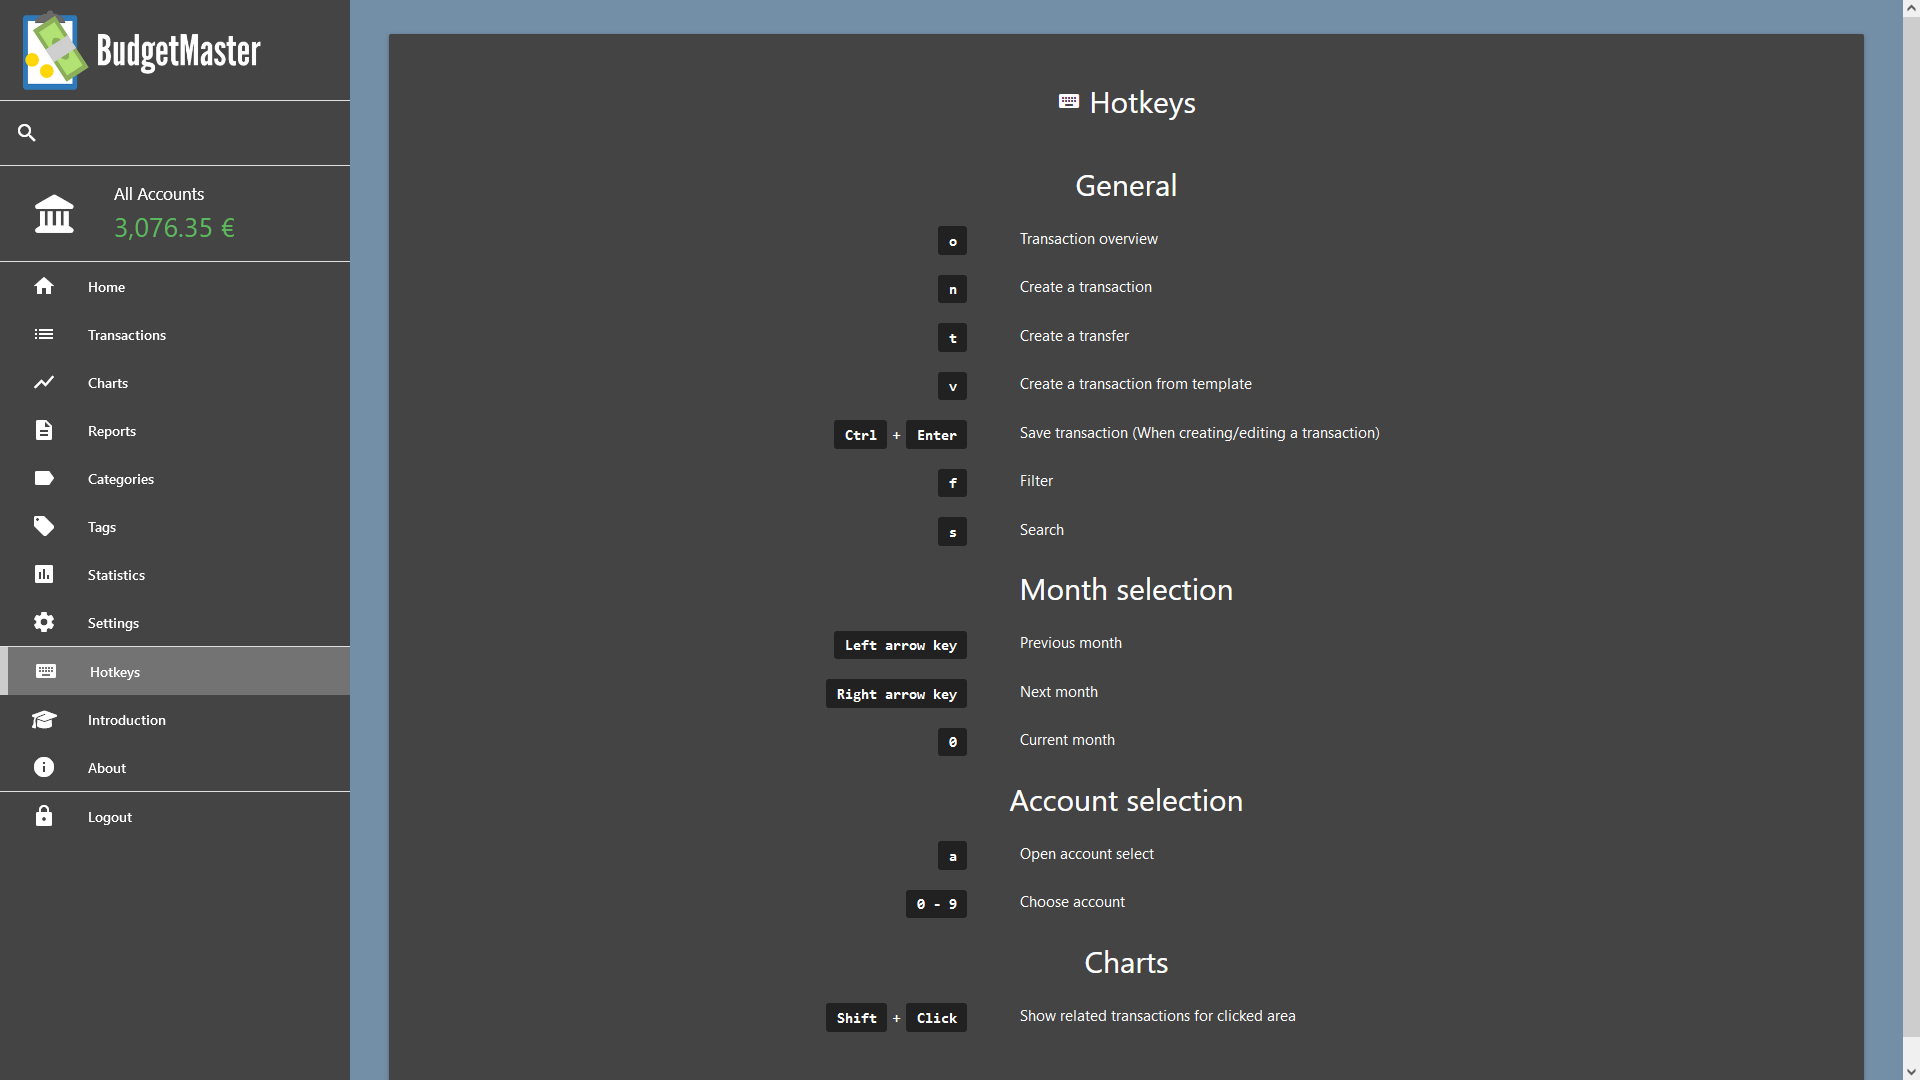 BudgetMaster
All Accounts
3,076.35 €
Home
Transactions
Charts
Reports
Categories
Tags
Statistics
Settings
Hotkeys
Introduction
About
Logout
Hotkeys
General
o Transaction overview
n Create a transaction
t Create a transfer
v Create a transaction from template
Ctrl + Enter Save transaction (When creating/editing a transaction)
f Filter
s Search
Month selection
Left arrow key Previous month
Right arrow key Next month
0 Current month
Account selection
a Open account select
0 - 9 Choose account
Charts
Shift + Click Show related transactions for clicked area